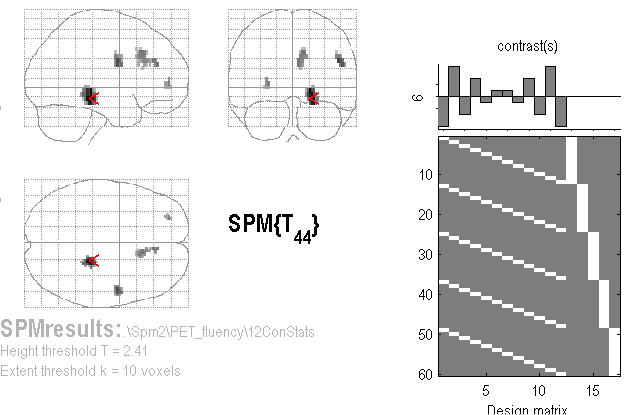 contrast(s)
6
SPM{T44}
10
20
30
40
50
60
5 10 15
Design matrix
SPMresults: .\Spm2\PET_fluency\12ConStats
Height threshold T = 2.41
Extent threshold k = 10 voxels